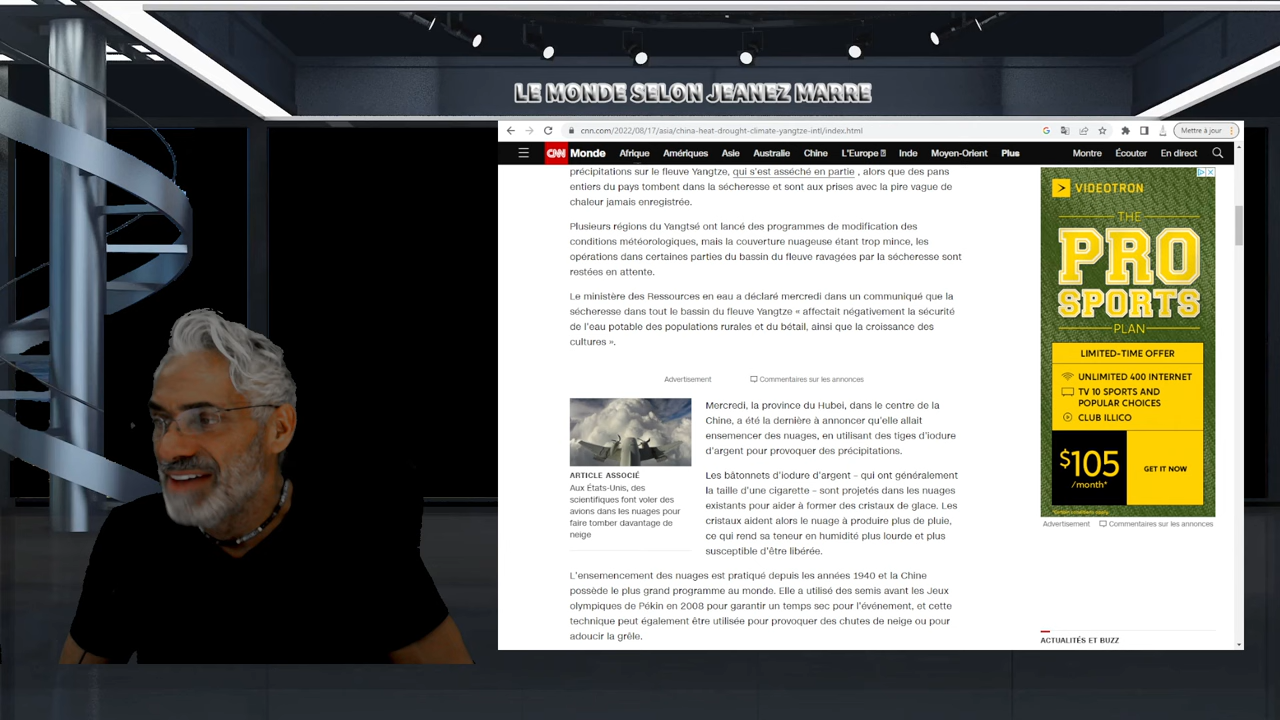 LE MONDE SELON JEANEZ MARRE
cnn.com/2022/08/17/asia/china-heat-drought-climate-yangtze-intl/index.html
Mettre à jour
CNN Monde Afrique Amériques Asie Australie Chine L'Europe Inde Moyen-Orient Plus Montre Écouter En direct
précipitations sur le fleuve Yangtze, qui s'est asséché en partie , alors que des pans
entiers du pays tombent dans la sécheresse et sont aux prises avec la pire vague de
chaleur jamais enregistrée.
Plusieurs régions du Yangtsé ont lancé des programmes de modification des
conditions météorologiques, mais la couverture nuageuse étant trop mince, les
opérations dans certaines parties du bassin du fleuve ravagées par la sécheresse sont
restées en attente.
Le ministère des Ressources en eau a déclaré mercredi dans un communiqué que la
sécheresse dans tout le bassin du fleuve Yangtze « affectait négativement la sécurité
de l'eau potable des populations rurales et du bétail, ainsi que la croissance des
cultures ».
Advertisement Commentaires sur les annonces
ARTICLE ASSOCIÉ
Aux États-Unis, des
scientifiques font voler des
avions dans les nuages pour
faire tomber davantage de
neige
Mercredi, la province du Hubei, dans le centre de la
Chine, a été la dernière à annoncer qu'elle allait
ensemencer des nuages, en utilisant des tiges d'iodure
d'argent pour provoquer des précipitations.
Les bâtonnets d'iodure d'argent - qui ont généralement
la taille d'une cigarette - sont projetés dans les nuages
existants pour aider à former des cristaux de glace. Les
cristaux aident alors le nuage à produire plus de pluie,
ce qui rend sa teneur en humidité plus lourde et plus
susceptible d'être libérée.
L'ensemencement des nuages est pratiqué depuis les années 1940 et la Chine
possède le plus grand programme au monde. Elle a utilisé des semis avant les Jeux
olympiques de Pékin en 2008 pour garantir un temps sec pour l'événement, et cette
technique peut également être utilisée pour provoquer des chutes de neige ou pour
adoucir la grêle.
VIDEOTRON
THE
PRO
SPORTS
PLAN
LIMITED-TIME OFFER
UNLIMITED 400 INTERNET
TV 10 SPORTS AND
POPULAR CHOICES
CLUB ILLICO
$105
/month*
GET IT NOW
*Certain conditions apply.
Advertisement Commentaires sur les annonces
ACTUALITÉS ET BUZZ